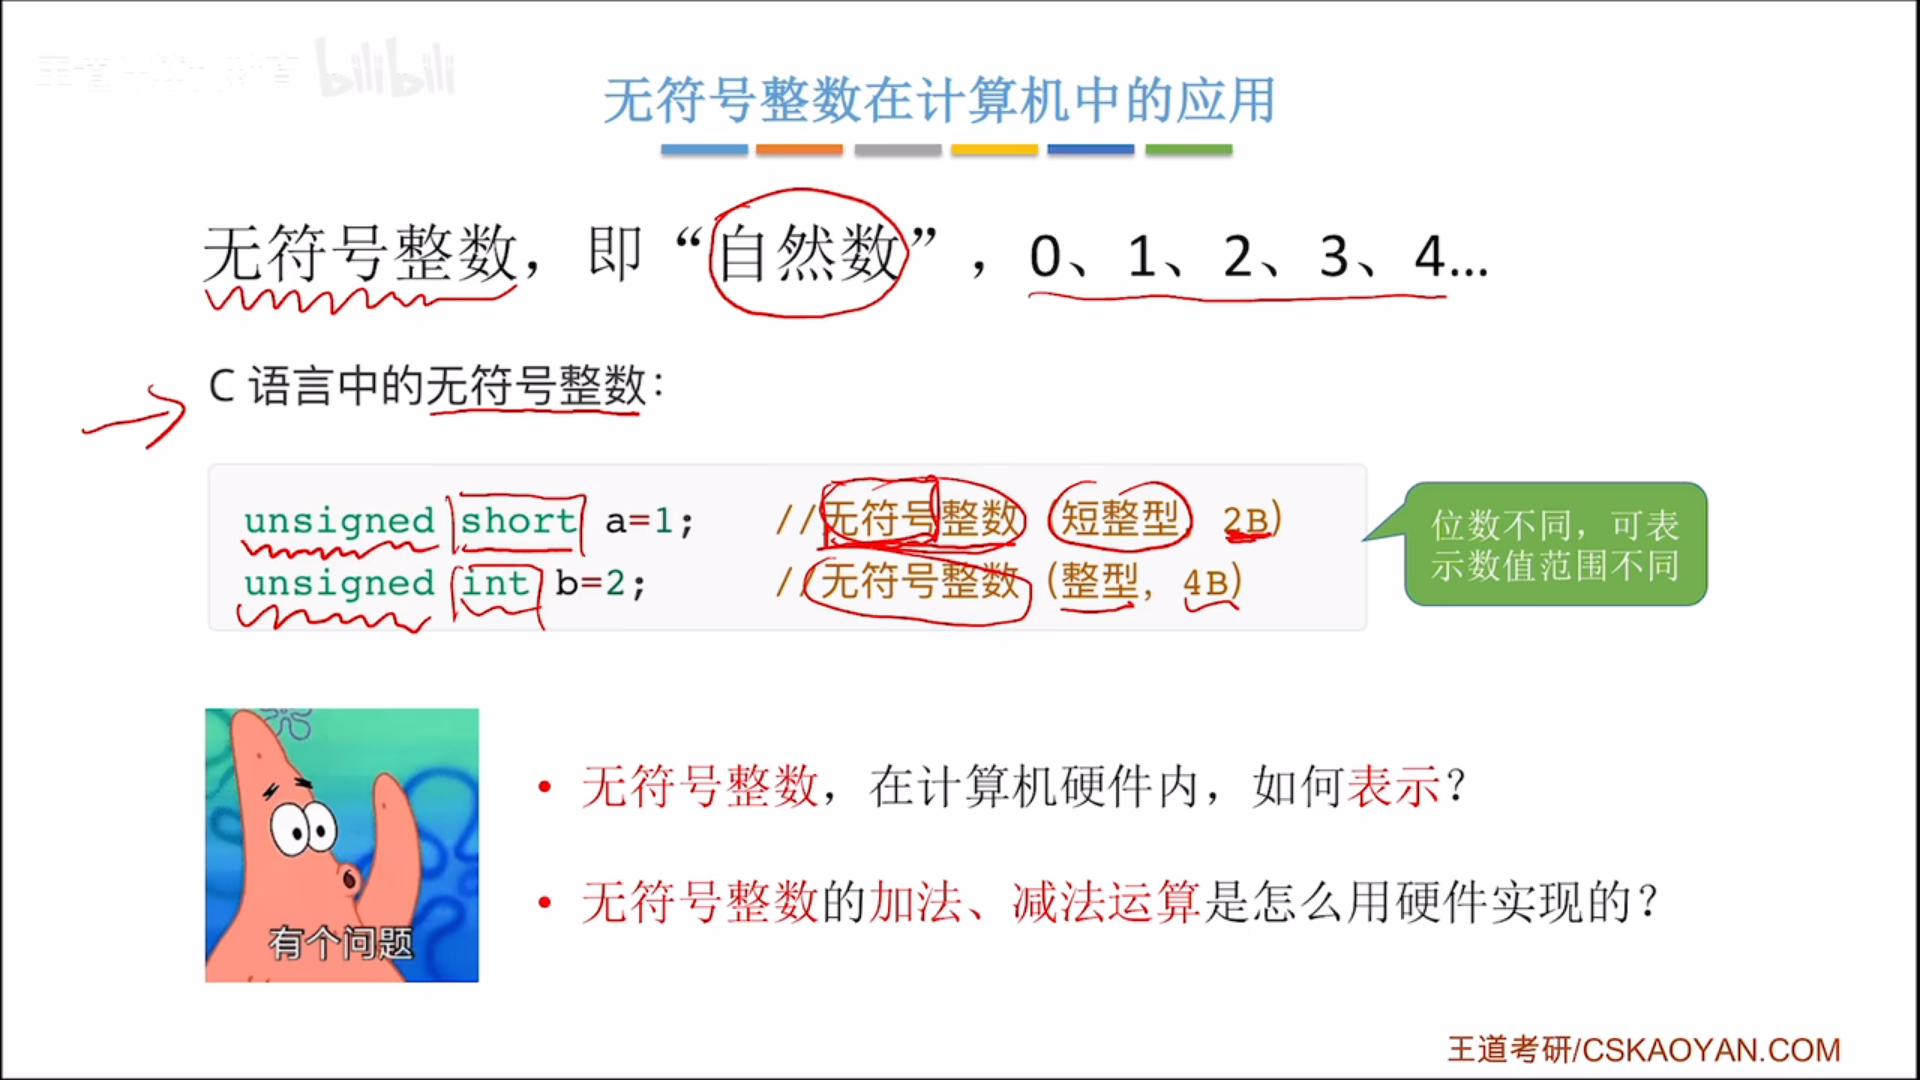 bilibili
无符号整数在计算机中的应用
无符号整数，即“自然数”，0、1、2、3、4...
C 语言中的无符号整数：
unsigned short a=1; //无符号整数（短整型，2B）
unsigned int b=2; //无符号整数（整型，4B）
位数不同，可表
示数值范围不同
• 无符号整数，在计算机硬件内，如何表示？
• 无符号整数的加法、减法运算是怎么用硬件实现的？
有个问题
王道考研/CSKAOYAN.COM